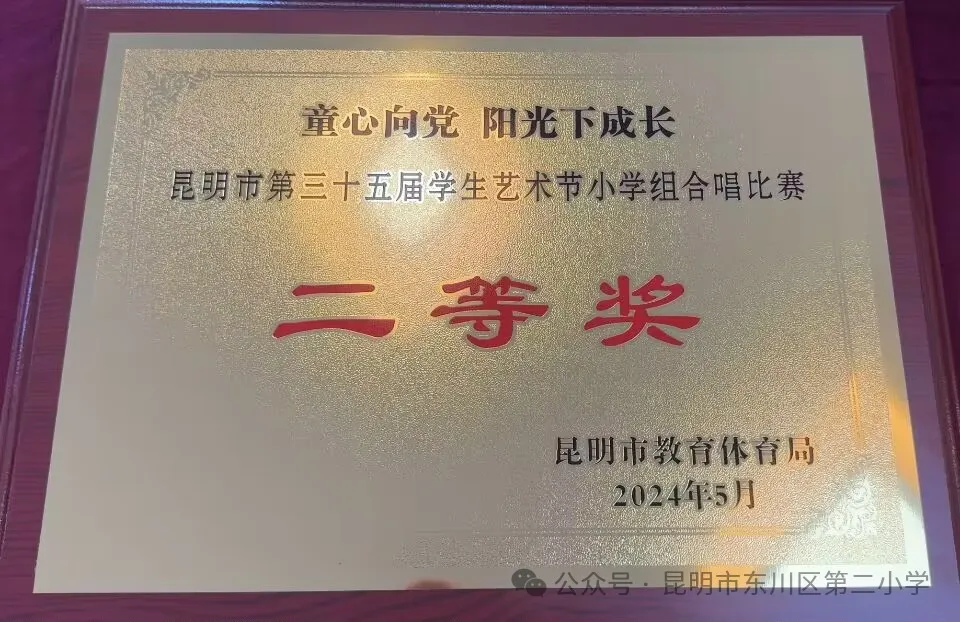 童心向党 阳光下成长
昆明市第三十五届学生艺术节小学组合唱比赛
二等奖
昆明市教育体育局
2024年5月
公众号·昆明市东川区第二小学